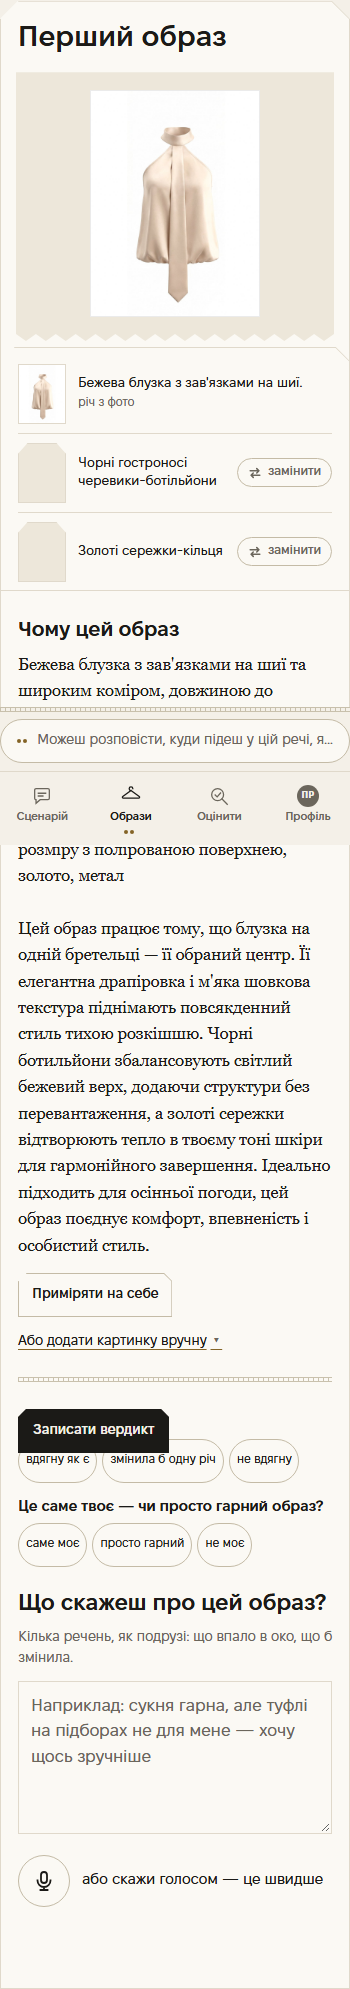 Перший образ
Бежева блузка з зав'язками на шиї.
річ з фото
Чорні гостроносі
черевики-ботільйони
замінити
Золоті сережки-кільця
замінити
Чому цей образ
Бежева блузка з зав'язками на шиї та
широким коміром, довжиною до
Можеш розповісти, куди підеш у цій речі, я...
Сценарій
Образи
Оцінити
ПР
Профіль
розміру з полірованою поверхнею,
золото, метал
Цей образ працює тому, що блузка на
одній бретельці — її обраний центр. Її
елегантна драпіровка і м'яка шовкова
текстура піднімають повсякденний
стиль тихою розкішшю. Чорні
ботильйони збалансовують світлий
бежевий верх, додаючи структури без
перевантаження, а золоті сережки
відтворюють тепло в твоєму тоні шкіри
для гармонійного завершення. Ідеально
підходить для осінньої погоди, цей
образ поєднує комфорт, впевненість і
особистий стиль.
Приміряти на себе
Або додати картинку вручну
Записати вердикт
вдягну як є
змінила б одну річ
не вдягну
Це саме твоє — чи просто гарний образ?
саме моє
просто гарний
не моє
Що скажеш про цей образ?
Кілька речень, як подрузі: що впало в око, що б
змінила.
Наприклад: сукня гарна, але туфлі
на підборах не для мене — хочу
щось зручніше
або скажи голосом — це швидше